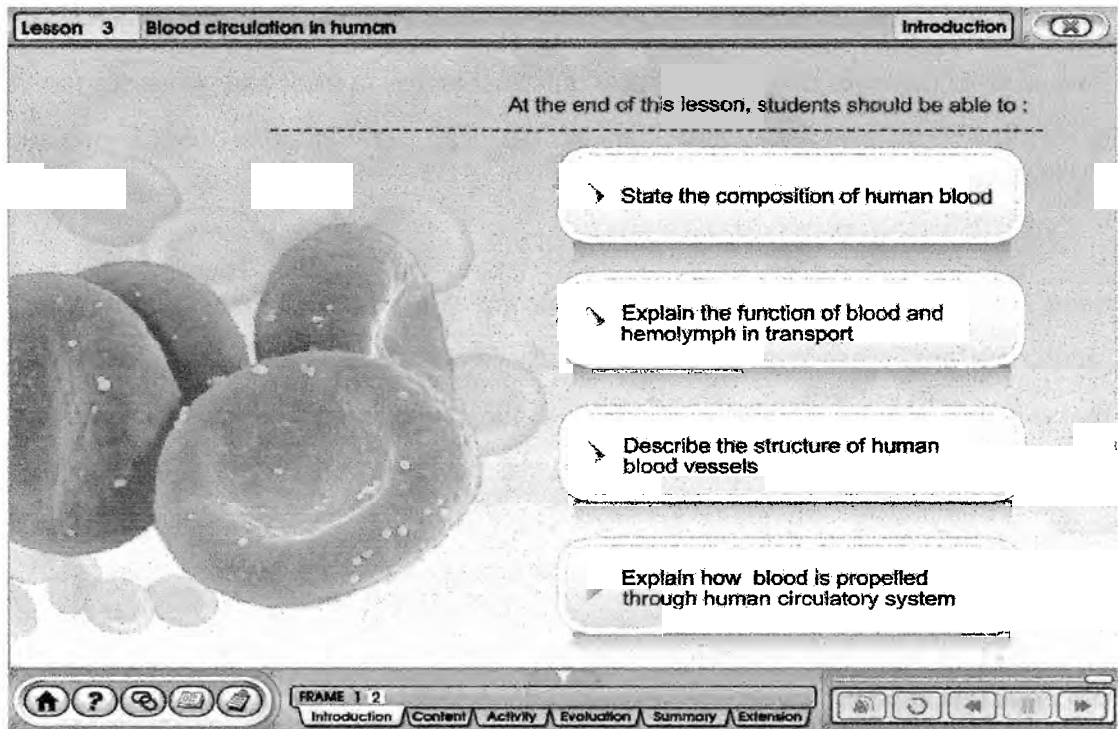 Lesson 3 Blood circulation in human Introduction
At the end of this lesson, students should be able to :
State the composition of human blood
Explain the function of blood and
hemolymph in transport
Describe the structure of human
blood vessels
Explain how blood is propelled
through human circulatory system
?
FRAME 1 2
Introduction Content Activity Evaluation Summary Extension